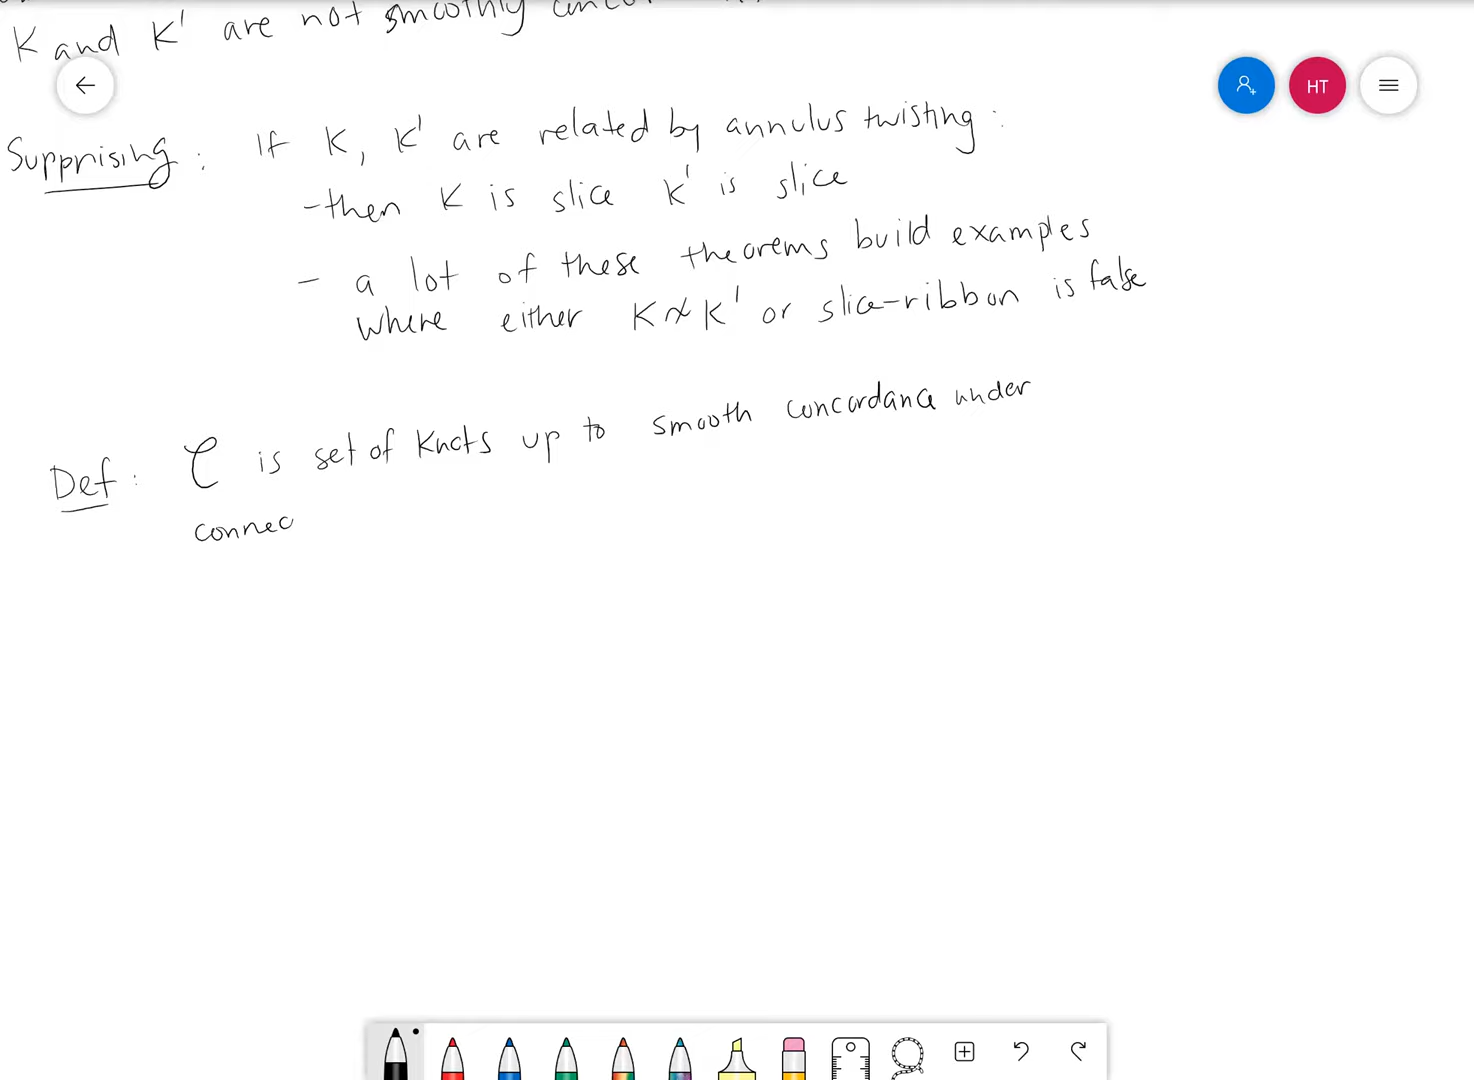 K and K' are not smoothly
HT
Supprising: If K, K' are related by annulus twisting:
- then K is slice K' is slice
- a lot of these theorems build examples
where either K ≁ K' or slice-ribbon is false
Def: 𝒞 is set of knots up to smooth concordance under
connec